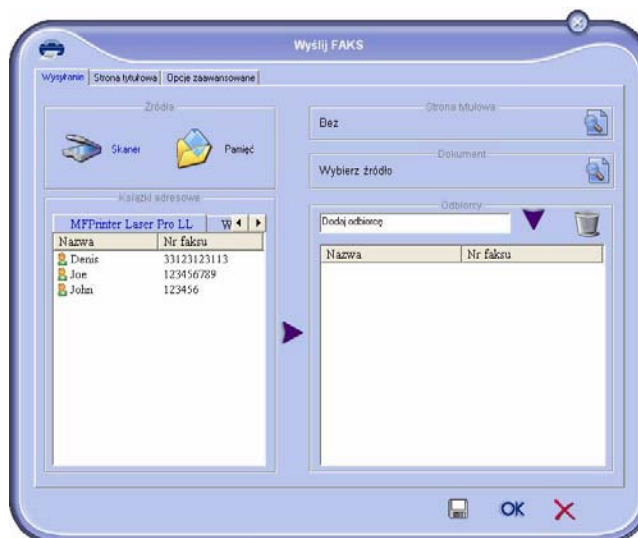 Wyślij FAKS
Wysyłanie Strona tytułowa Opcje zaawansowane
Źródła
Skaner
Pamięć
Książki adresowe
MFPrinter Laser Pro LL W
Nazwa Nr faksu
Denis 33123123113
Joe 123456789
John 123456
Strona tytułowa
Bez
Dokument
Wybierz źródło
Odbiorcy
Dodaj odbiorcę
Nazwa Nr faksu
OK